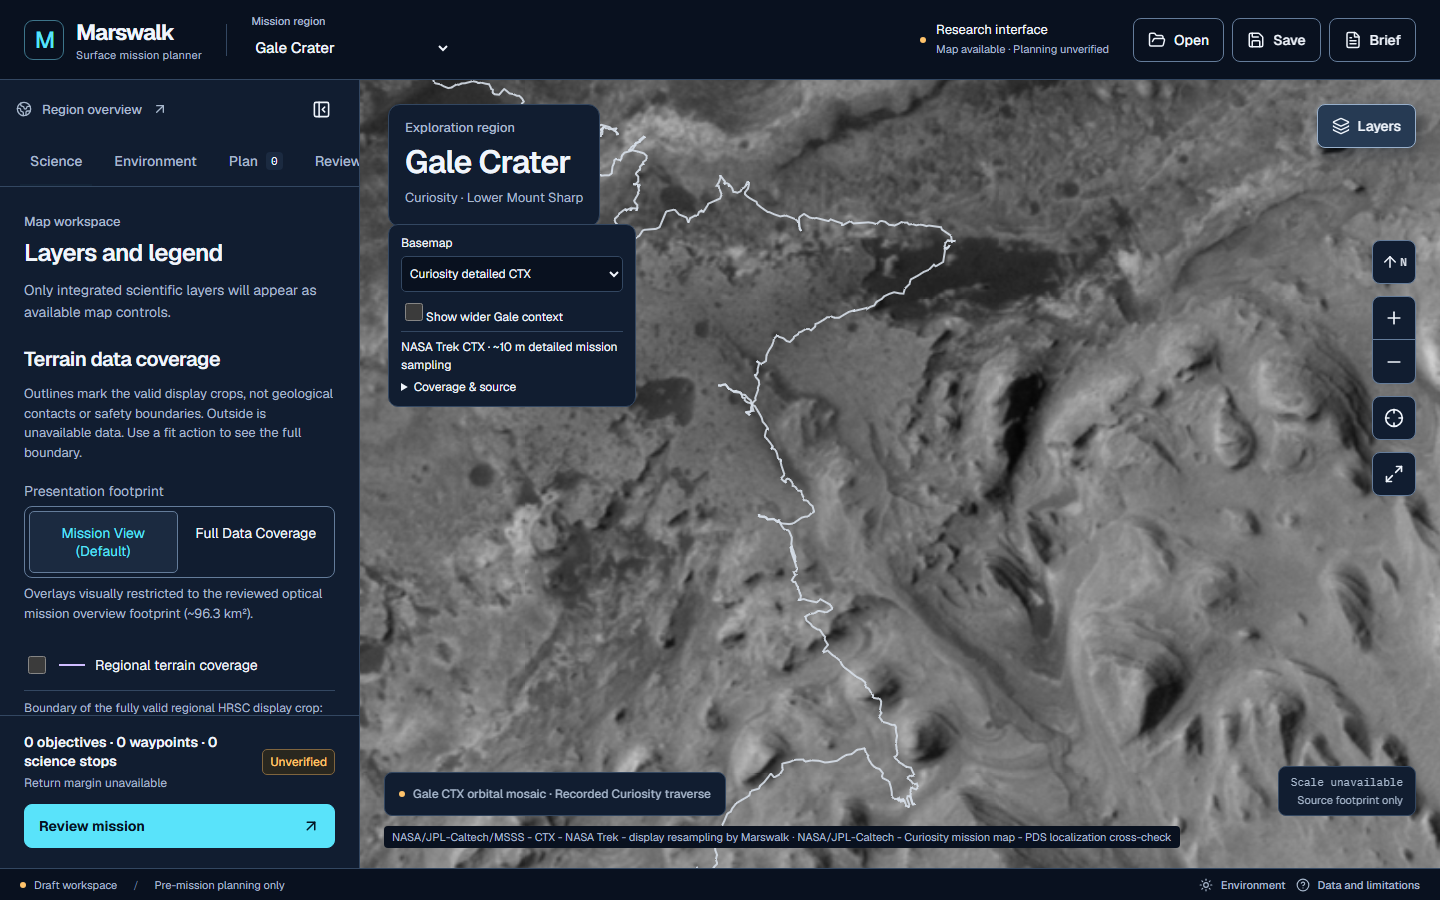 M
Marswalk
Surface mission planner
Mission region
Gale Crater
Research interface
Map available · Planning unverified
Open
Save
Brief
Region overview
Science
Environment
Plan
0
Review
Map workspace
Layers and legend
Only integrated scientific layers will appear as
available map controls.
Terrain data coverage
Outlines mark the valid display crops, not geological
contacts or safety boundaries. Outside is
unavailable data. Use a fit action to see the full
boundary.
Presentation footprint
Mission View
(Default)
Full Data Coverage
Overlays visually restricted to the reviewed optical
mission overview footprint (~96.3 km²).
Regional terrain coverage
Boundary of the fully valid regional HRSC display crop:
0 objectives · 0 waypoints · 0
science stops
Return margin unavailable
Unverified
Review mission
Exploration region
Gale Crater
Curiosity · Lower Mount Sharp
Basemap
Curiosity detailed CTX
Show wider Gale context
NASA Trek CTX · ~10 m detailed mission
sampling
Coverage & source
Layers
N
Gale CTX orbital mosaic · Recorded Curiosity traverse
Scale unavailable
Source footprint only
NASA/JPL-Caltech/MSSS - CTX - NASA Trek - display resampling by Marswalk · NASA/JPL-Caltech - Curiosity mission map - PDS localization cross-check
Draft workspace
/
Pre-mission planning only
Environment
Data and limitations